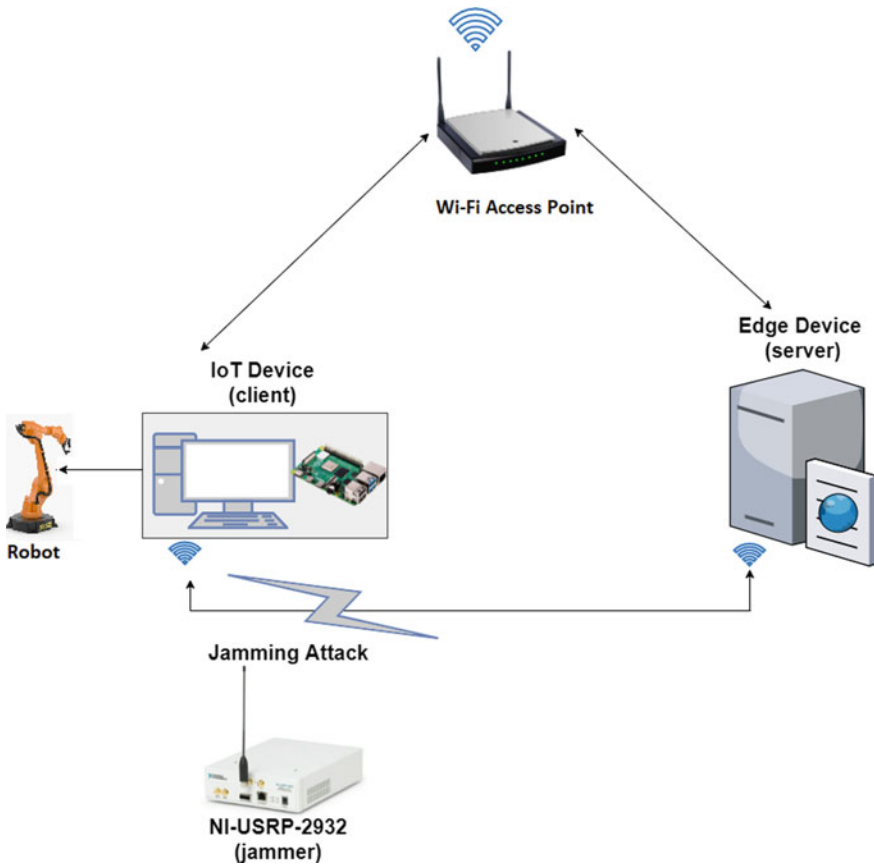 Wi-Fi Access Point
Edge Device
(server)
IoT Device
(client)
Robot
Jamming Attack
NI-USRP-2932
(jammer)